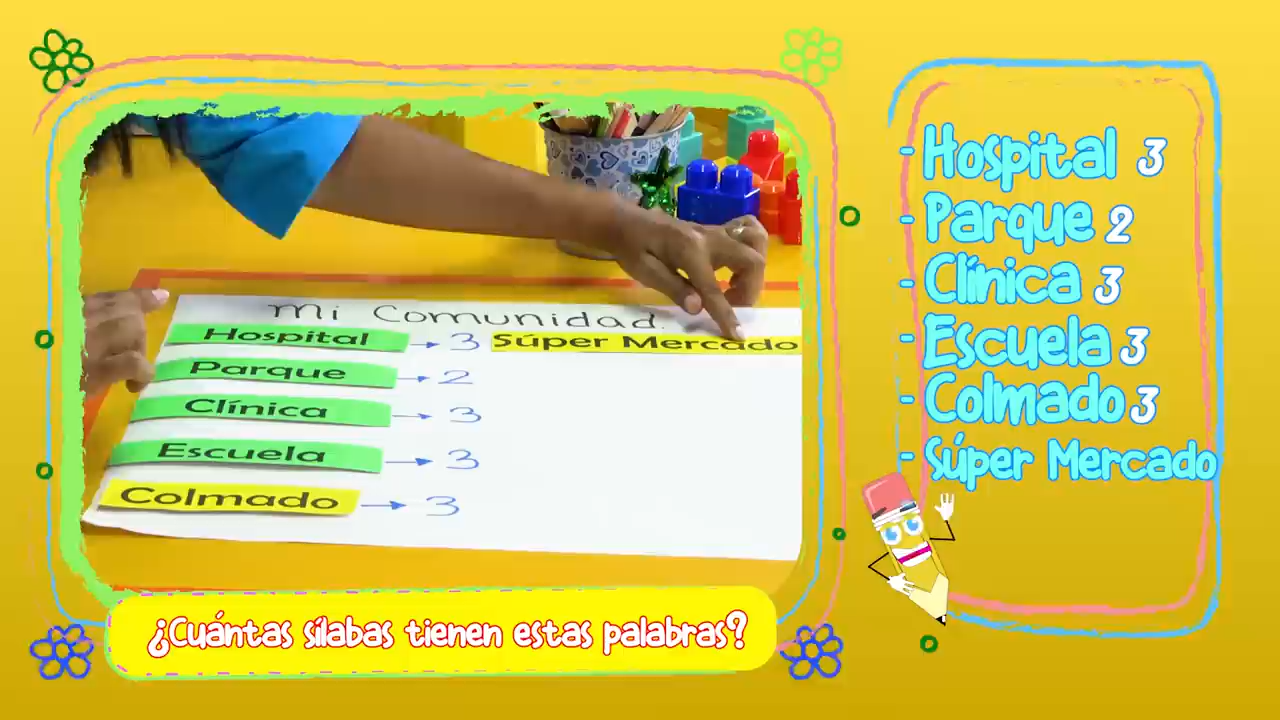 Mi Comunidad.
Hospital → 3
Súper Mercado
Parque → 2
Clínica → 3
Escuela → 3
Colmado → 3
¿Cuántas sílabas tienen estas palabras?
- Hospital 3
- Parque 2
- Clínica 3
- Escuela 3
- Colmado 3
- Súper Mercado